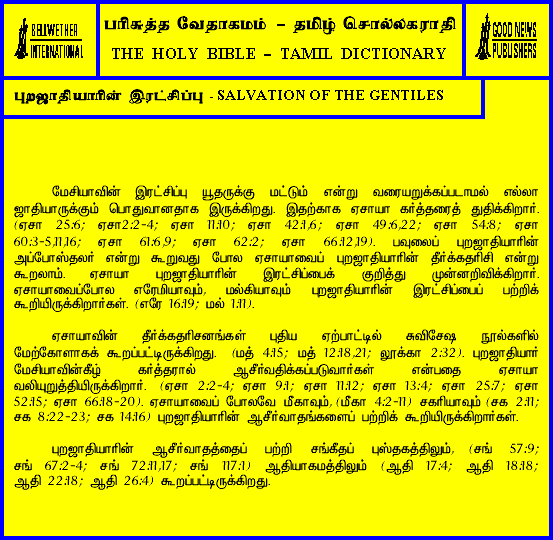 BELLWETHER
INTERNATIONAL
பரிசுத்த வேதாகமம் – தமிழ் சொல்லகராதி
THE HOLY BIBLE – TAMIL DICTIONARY
GOOD NEWS
PUBLISHERS
புறஜாதியாரின் இரட்சிப்பு - SALVATION OF THE GENTILES
மேசியாவின் இரட்சிப்பு யூதருக்கு மட்டும் என்று வரையறுக்கப்படாமல் எல்லா
ஜாதியாருக்கும் பொதுவானதாக இருக்கிறது. இதற்காக ஏசாயா கர்த்தரைத் துதிக்கிறார்.
(ஏசா 25:6; ஏசா2:2-4; ஏசா 11:10; ஏசா 42:1,6; ஏசா 49:6,22; ஏசா 54:8; ஏசா
60:3-5,11,16; ஏசா 61:6,9; ஏசா 62:2; ஏசா 66:12,19). பவுலைப் புறஜாதியாரின்
அப்போஸ்தலர் என்று கூறுவது போல ஏசாயாவைப் புறஜாதியாரின் தீர்க்கதரிசி என்று
கூறலாம். ஏசாயா புறஜாதியாரின் இரட்சிப்பைக் குறித்து முன்னறிவிக்கிறார்.
ஏசாயாவைப்போல எரேமியாவும், மல்கியாவும் புறஜாதியாரின் இரட்சிப்பைப் பற்றிக்
கூறியிருக்கிறார்கள். (எரே 16:19; மல் 1:11).
ஏசாயாவின் தீர்க்கதரிசனங்கள் புதிய ஏற்பாட்டில் சுவிசேஷ நூல்களில்
மேற்கோளாகக் கூறப்பட்டிருக்கிறது. (மத் 4:15; மத் 12:18,21; லூக்கா 2:32). புறஜாதியார்
மேசியாவின்கீழ் கர்த்தரால் ஆசீர்வதிக்கப்படுவார்கள் என்பதை ஏசாயா
வலியுறுத்தியிருக்கிறார். (ஏசா 2:2-4; ஏசா 9:1; ஏசா 11:12; ஏசா 13:4; ஏசா 25:7; ஏசா
52:15; ஏசா 66:18-20). ஏசாயாவைப் போலவே மீகாவும், (மீகா 4:2-11) சகரியாவும் (சக 2:11;
சக 8:22-23; சக 14:16) புறஜாதியாரின் ஆசீர்வாதங்களைப் பற்றிக் கூறியிருக்கிறார்கள்.
புறஜாதியாரின் ஆசீர்வாதத்தைப் பற்றி சங்கீதப் புஸ்தகத்திலும், (சங் 57:9;
சங் 67:2-4; சங் 72:11,17; சங் 117:1) ஆதியாகமத்திலும் (ஆதி 17:4; ஆதி 18:18;
ஆதி 22:18; ஆதி 26:4) கூறப்பட்டிருக்கிறது.